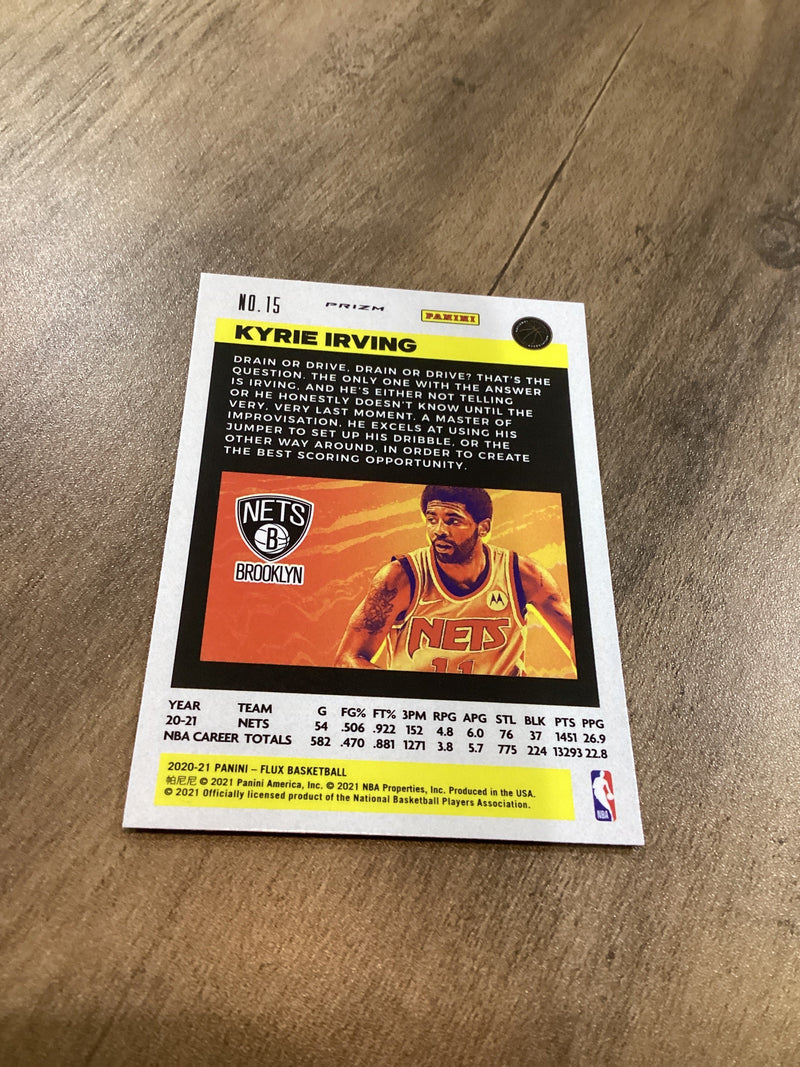 NO. 15 PRIZM PANINI
KYRIE IRVING
DRAIN OR DRIVE, DRAIN OR DRIVE? THAT'S THE
QUESTION. THE ONLY ONE WITH THE ANSWER
IS IRVING, AND HE'S EITHER NOT TELLING
OR HE HONESTLY DOESN'T KNOW UNTIL THE
VERY, VERY LAST MOMENT. A MASTER OF
IMPROVISATION, HE EXCELS AT USING HIS
JUMPER TO SET UP HIS DRIBBLE, OR THE
OTHER WAY AROUND, IN ORDER TO CREATE
THE BEST SCORING OPPORTUNITY.
NETS
B
BROOKLYN
NETS
11
YEAR TEAM G FG% FT% 3PM RPG APG STL BLK PTS PPG
20-21 NETS 54 .506 .922 152 4.8 6.0 76 37 1451 26.9
NBA CAREER TOTALS 582 .470 .881 1271 3.8 5.7 775 224 13293 22.8
2020-21 PANINI – FLUX BASKETBALL
帕尼尼 © 2021 Panini America, Inc. © 2021 NBA Properties, Inc. Produced in the USA.
© 2021 Officially licensed product of the National Basketball Players Association.
NBA